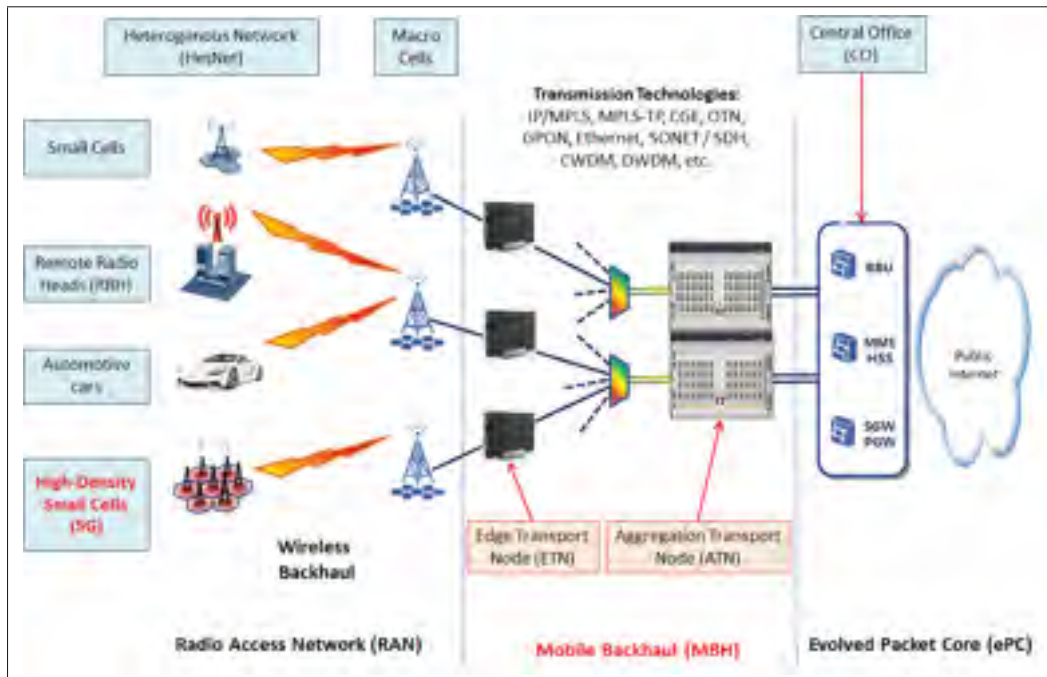 Heterogenous Network
(HetNet)
Macro
Cells
Central Office
(CO)
Transmission Technologies:
IP/MPLS, MPLS-TP, CGE, OTN,
GPON, Ethernet, SONET / SDH,
CWDM, DWDM, etc.
Small Cells
Remote Radio
Heads (RRH)
Automotive
cars
High-Density
Small Cells
(5G)
BBU
MME
HSS
SGW
PGW
Public
Internet
Wireless
Backhaul
Edge Transport
Node (ETN)
Aggregation Transport
Node (ATN)
Radio Access Network (RAN)
Mobile Backhaul (MBH)
Evolved Packet Core (ePC)